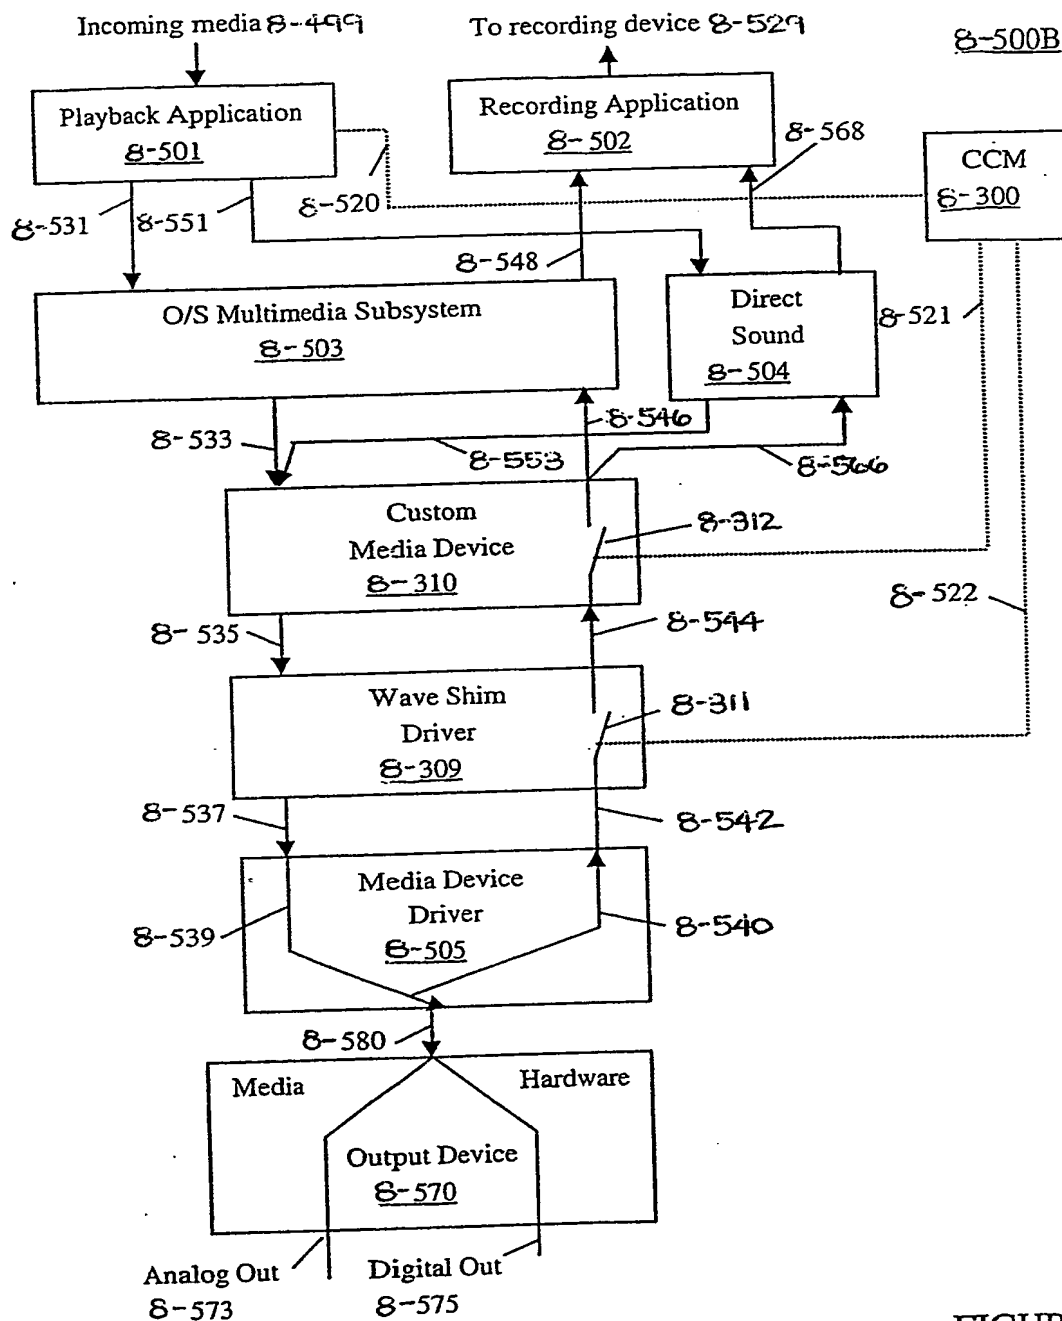 Incoming media 8-499
To recording device 8-529
8-500B
Playback Application
8-501
Recording Application
8-502
8-568
CCM
8-300
8-531
8-551
8-520
8-548
O/S Multimedia Subsystem
8-503
Direct
Sound
8-504
8-521
8-533
8-546
8-553
8-566
Custom
Media Device
8-310
8-312
8-522
8-535
8-544
Wave Shim
Driver
8-309
8-311
8-537
8-542
Media Device
Driver
8-505
8-539
8-540
8-580
Media
Hardware
Output Device
8-570
Analog Out
8-573
Digital Out
8-575
FIGURE